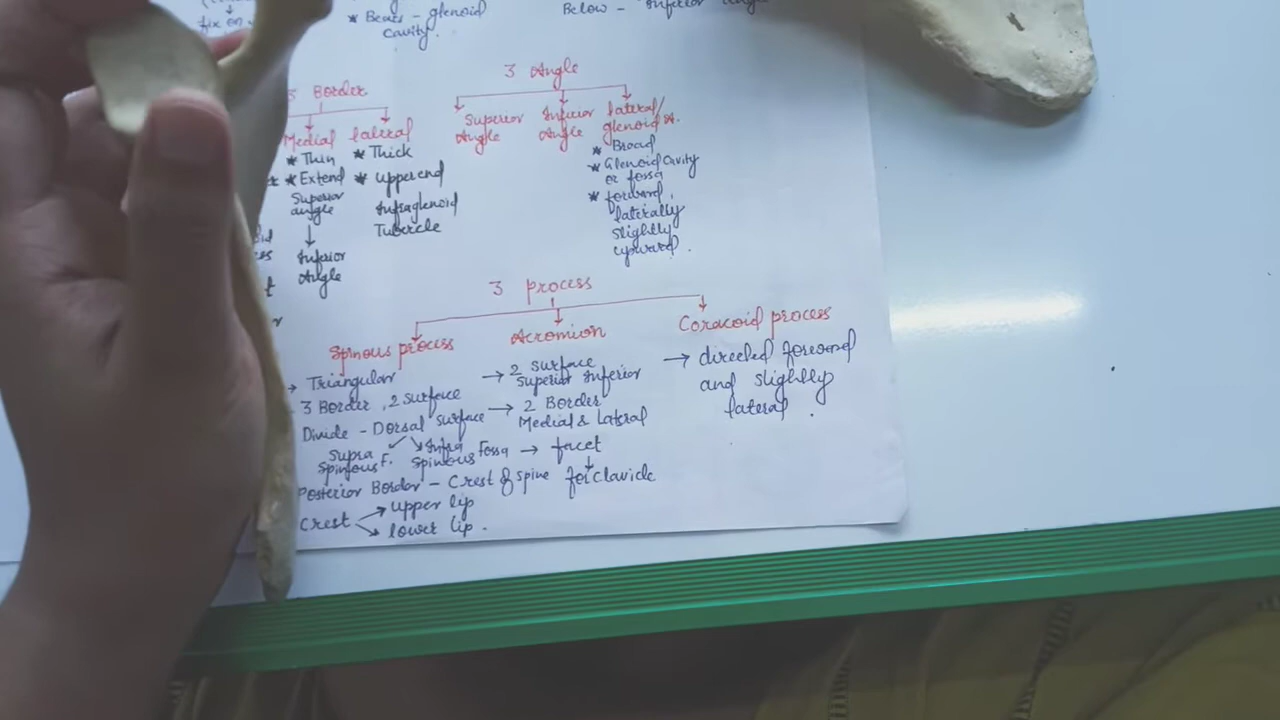 fix on
* Bears - glenoid
cavity.
Below - Inferior angle
3 Border
Medial
* Thin
* Extend
Superior
angle
Inferior
Angle
lateral
* Thick
* upper end
Infraglenoid
Tubercle
3 Angle
Superior
Angle
Inferior
Angle
lateral/
glenoid A.
* Broad
* Glenoid cavity
or fossa
* forward,
laterally
slightly
upward.
3 process
Spinous process
→ Triangular
3 Border, 2 surface
Divide - Dorsal surface
Supra
Spinous F.
Infra
Spinous Fossa
Posterior Border - Crest of spine
Crest → upper lip
→ lower lip.
Acromion
→ 2 surface
Superior Inferior
→ 2 Border
Medial & Lateral
→ facet
for clavicle
Coracoid process
→ directed forward
and slightly
lateral.